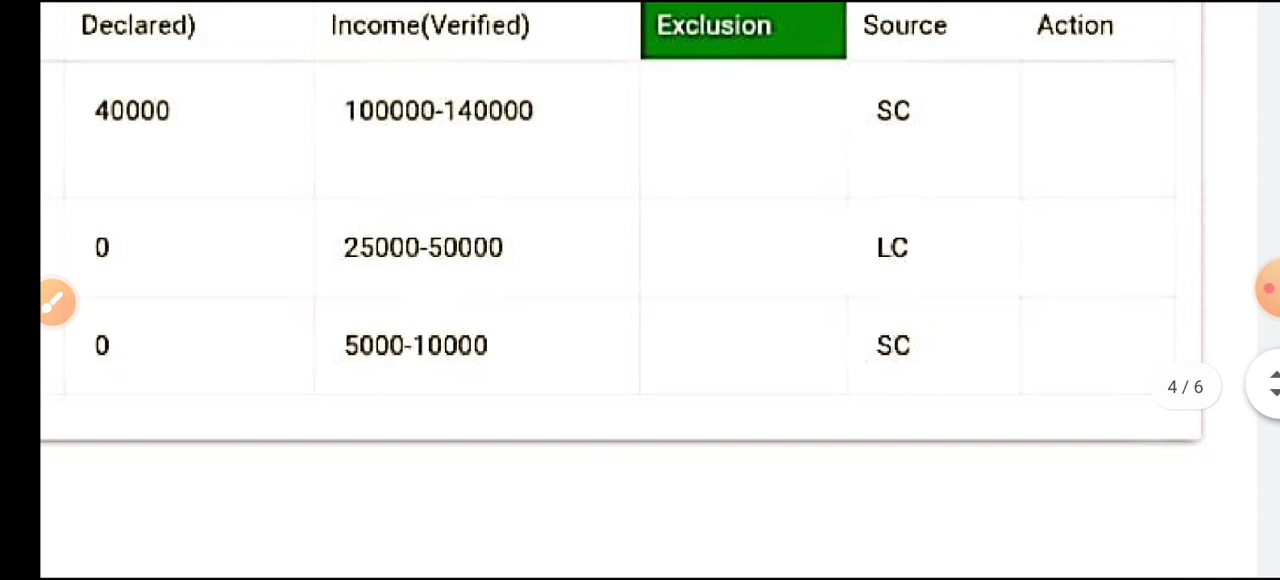 Declared) Income(Verified) Exclusion Source Action
40000 100000-140000 SC
0 25000-50000 LC
0 5000-10000 SC
4 / 6